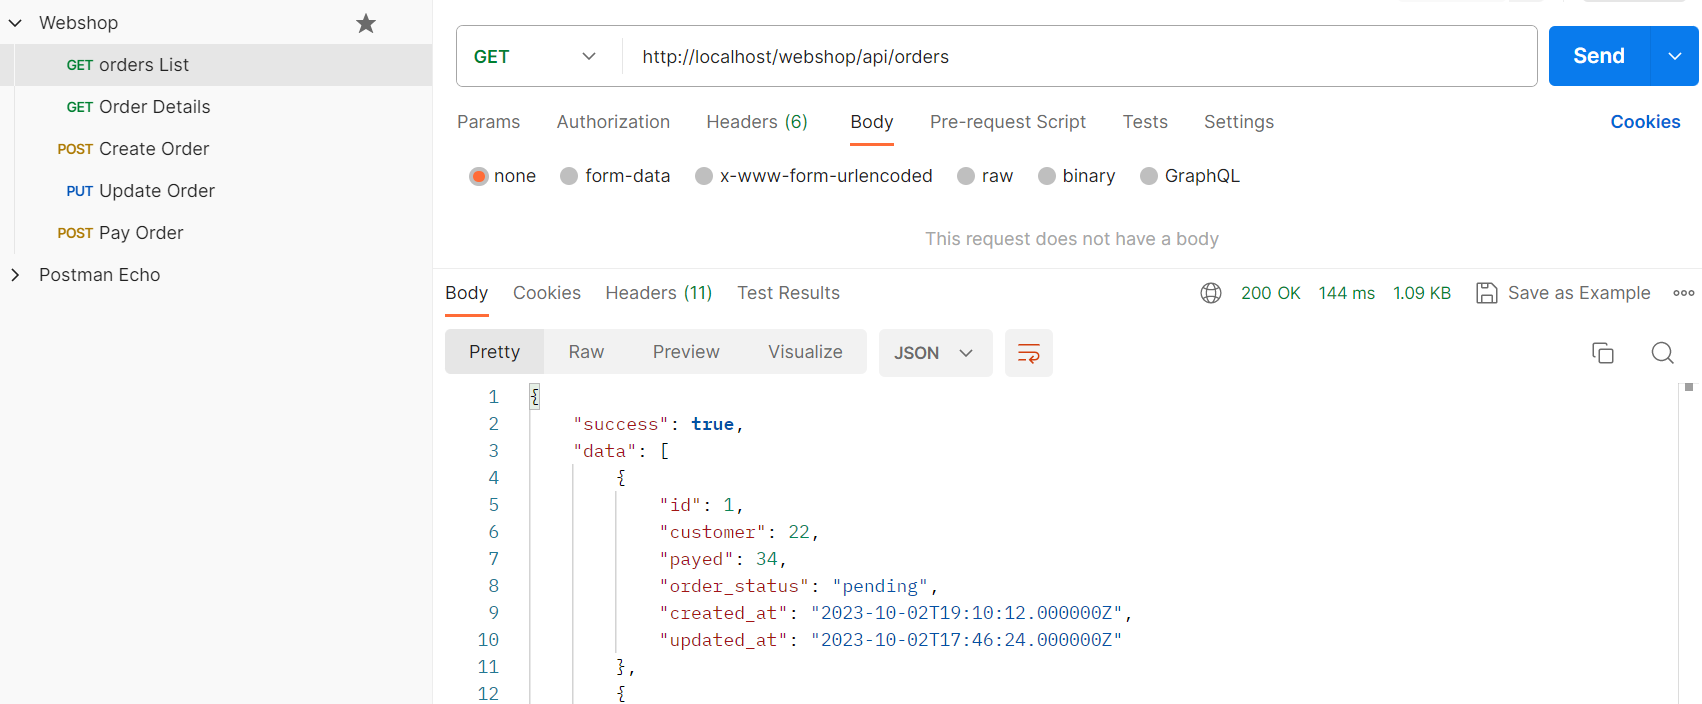 Webshop
GET orders List
GET Order Details
POST Create Order
PUT Update Order
POST Pay Order
Postman Echo
GET http://localhost/webshop/api/orders Send
Params Authorization Headers (6) Body Pre-request Script Tests Settings Cookies
none form-data x-www-form-urlencoded raw binary GraphQL
This request does not have a body
Body Cookies Headers (11) Test Results 200 OK 144 ms 1.09 KB Save as Example
Pretty Raw Preview Visualize JSON
1 {
2 "success": true,
3 "data": [
4 {
5 "id": 1,
6 "customer": 22,
7 "payed": 34,
8 "order_status": "pending",
9 "created_at": "2023-10-02T19:10:12.000000Z",
10 "updated_at": "2023-10-02T17:46:24.000000Z"
11 },
12 {